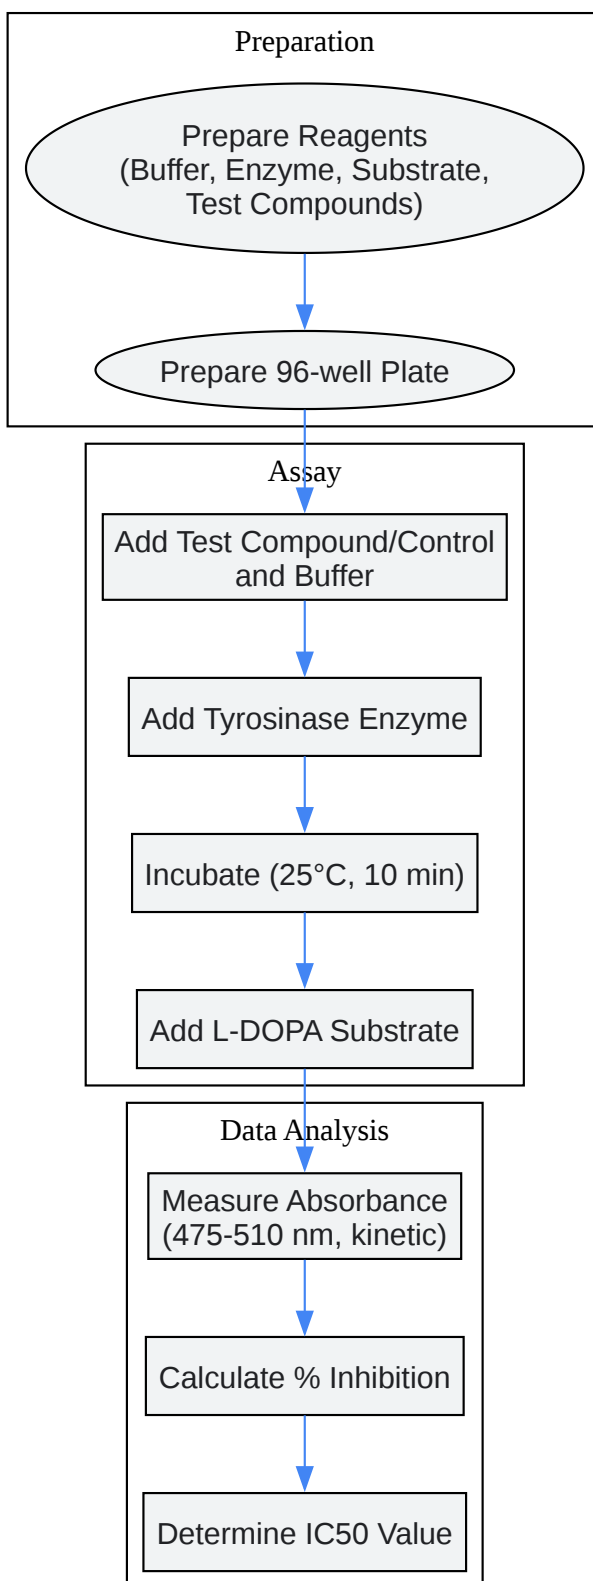 Preparation
Prepare Reagents
(Buffer, Enzyme, Substrate,
Test Compounds)
Prepare 96-well Plate
Assay
Add Test Compound/Control
and Buffer
Add Tyrosinase Enzyme
Incubate (25°C, 10 min)
Add L-DOPA Substrate
Data Analysis
Measure Absorbance
(475-510 nm, kinetic)
Calculate % Inhibition
Determine IC50 Value